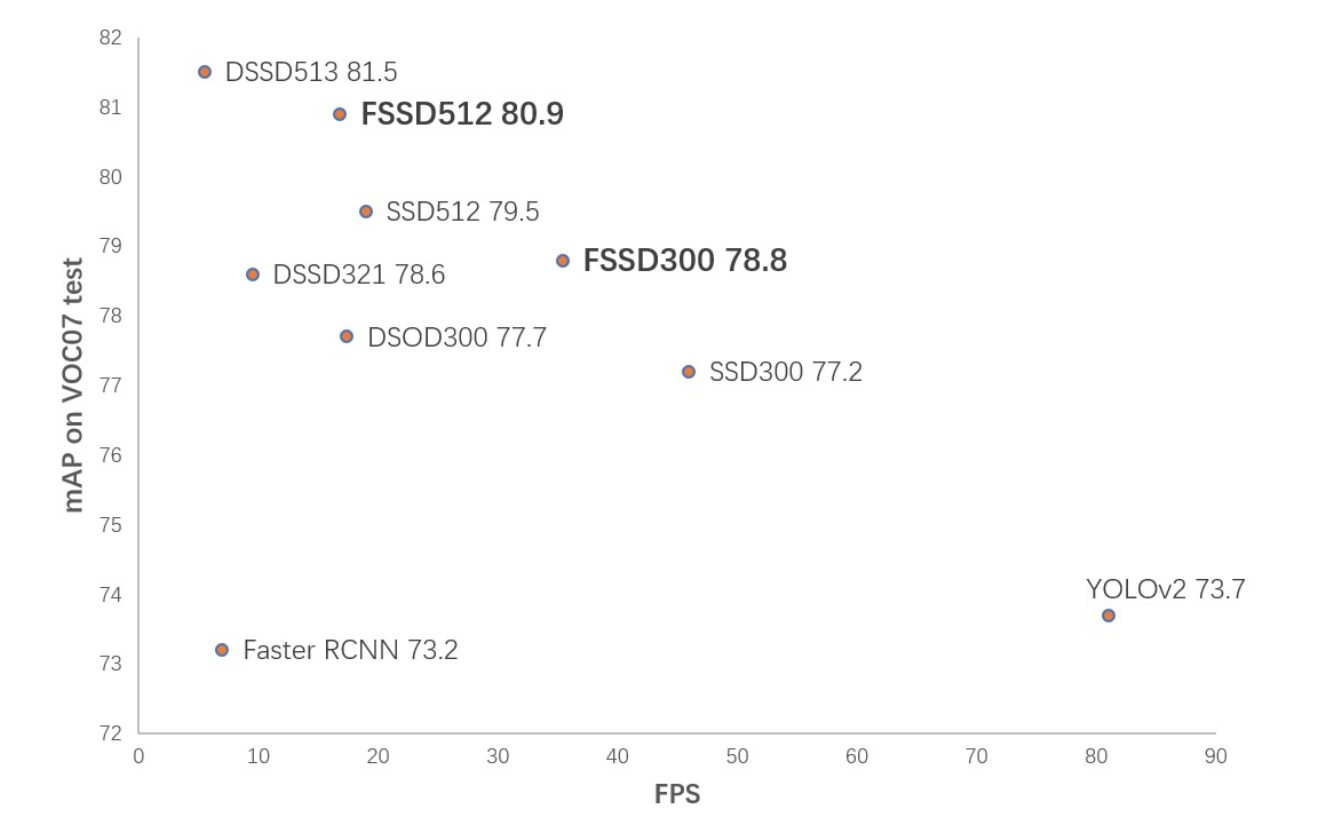 82
DSSD513 81.5
81
FSSD512 80.9
80
SSD512 79.5
79
FSSD300 78.8
DSSD321 78.6
78
DSOD300 77.7
77
SSD300 77.2
mAP on VOC07 test
76
75
74
YOLOv2 73.7
Faster RCNN 73.2
73
72
0 10 20 30 40 50 60 70 80 90
FPS